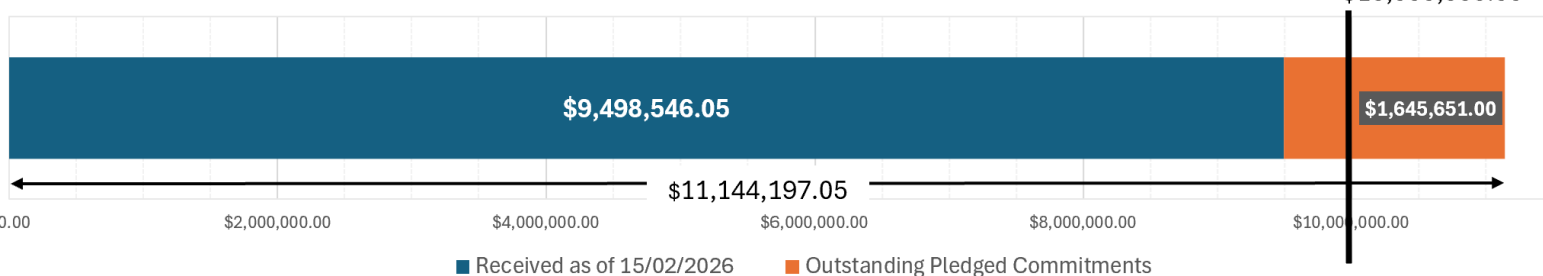 $9,498,546.05
$1,645,651.00
$11,144,197.05
0.00 $2,000,000.00 $4,000,000.00 $6,000,000.00 $8,000,000.00 $10,000,000.00
Received as of 15/02/2026 Outstanding Pledged Commitments